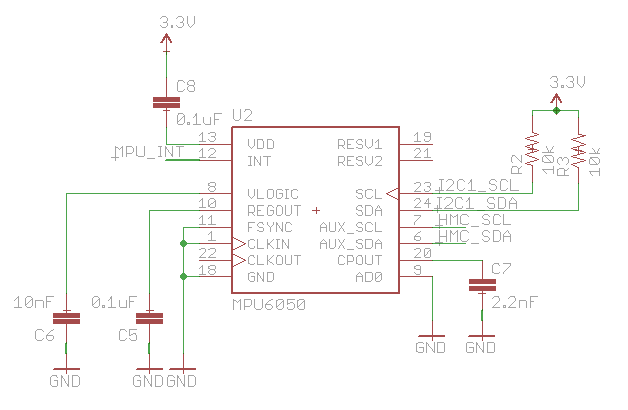 3.3V
C8
0.1uF
U2
3.3V
13 VDD RESV1 19
MPU_INT 12 INT RESV2 21
R2 10k R3 10k
8 VLOGIC SCL 23 I2C1_SCL
10 REGOUT SDA 24 I2C1_SDA
11 FSYNC AUX_SCL 7 HMC_SCL
1 CLKIN AUX_SDA 6 HMC_SDA
22 CLKOUT CPOUT 20
18 GND AD0 9
C7
2.2nF
MPU6050
10nF
C6
0.1uF
C5
GND
GND
GND
GND
GND